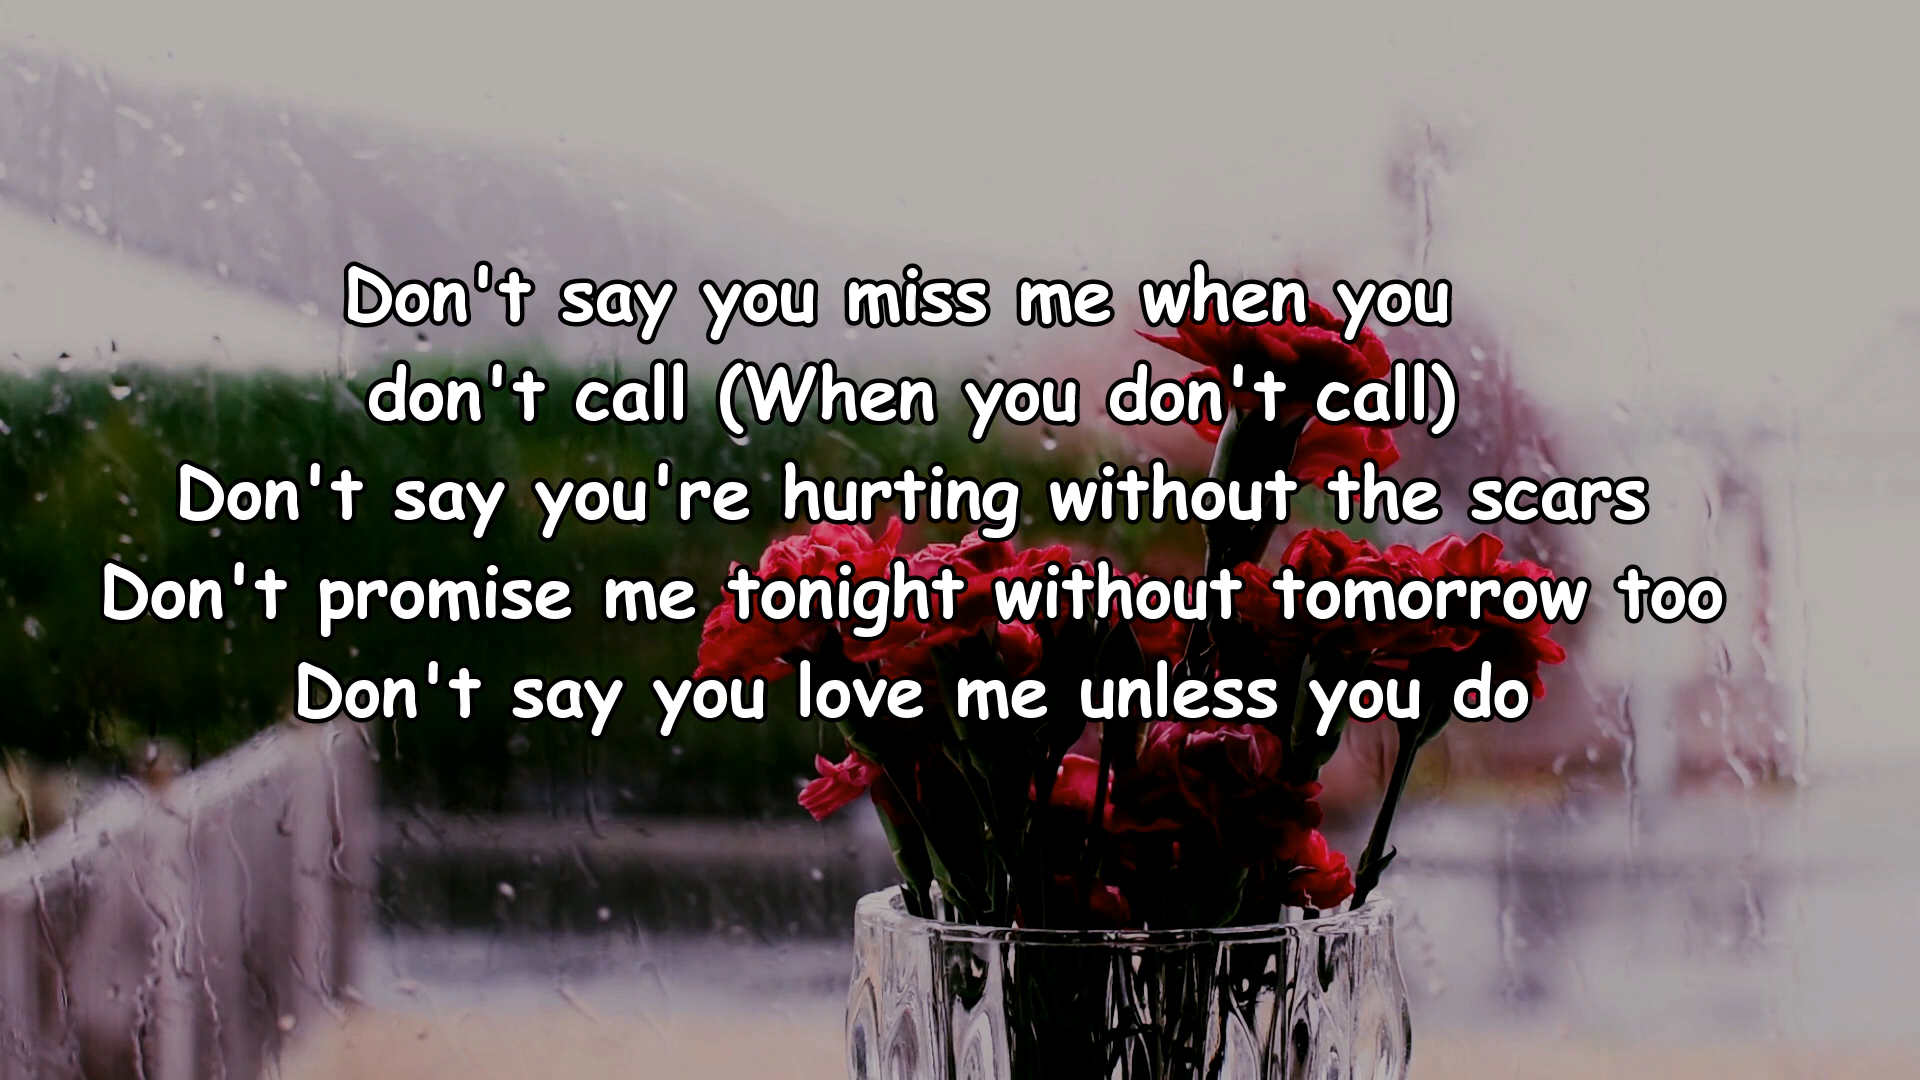 Don't say you miss me when you
don't call (When you don't call)
Don't say you're hurting without the scars
Don't promise me tonight without tomorrow too
Don't say you love me unless you do